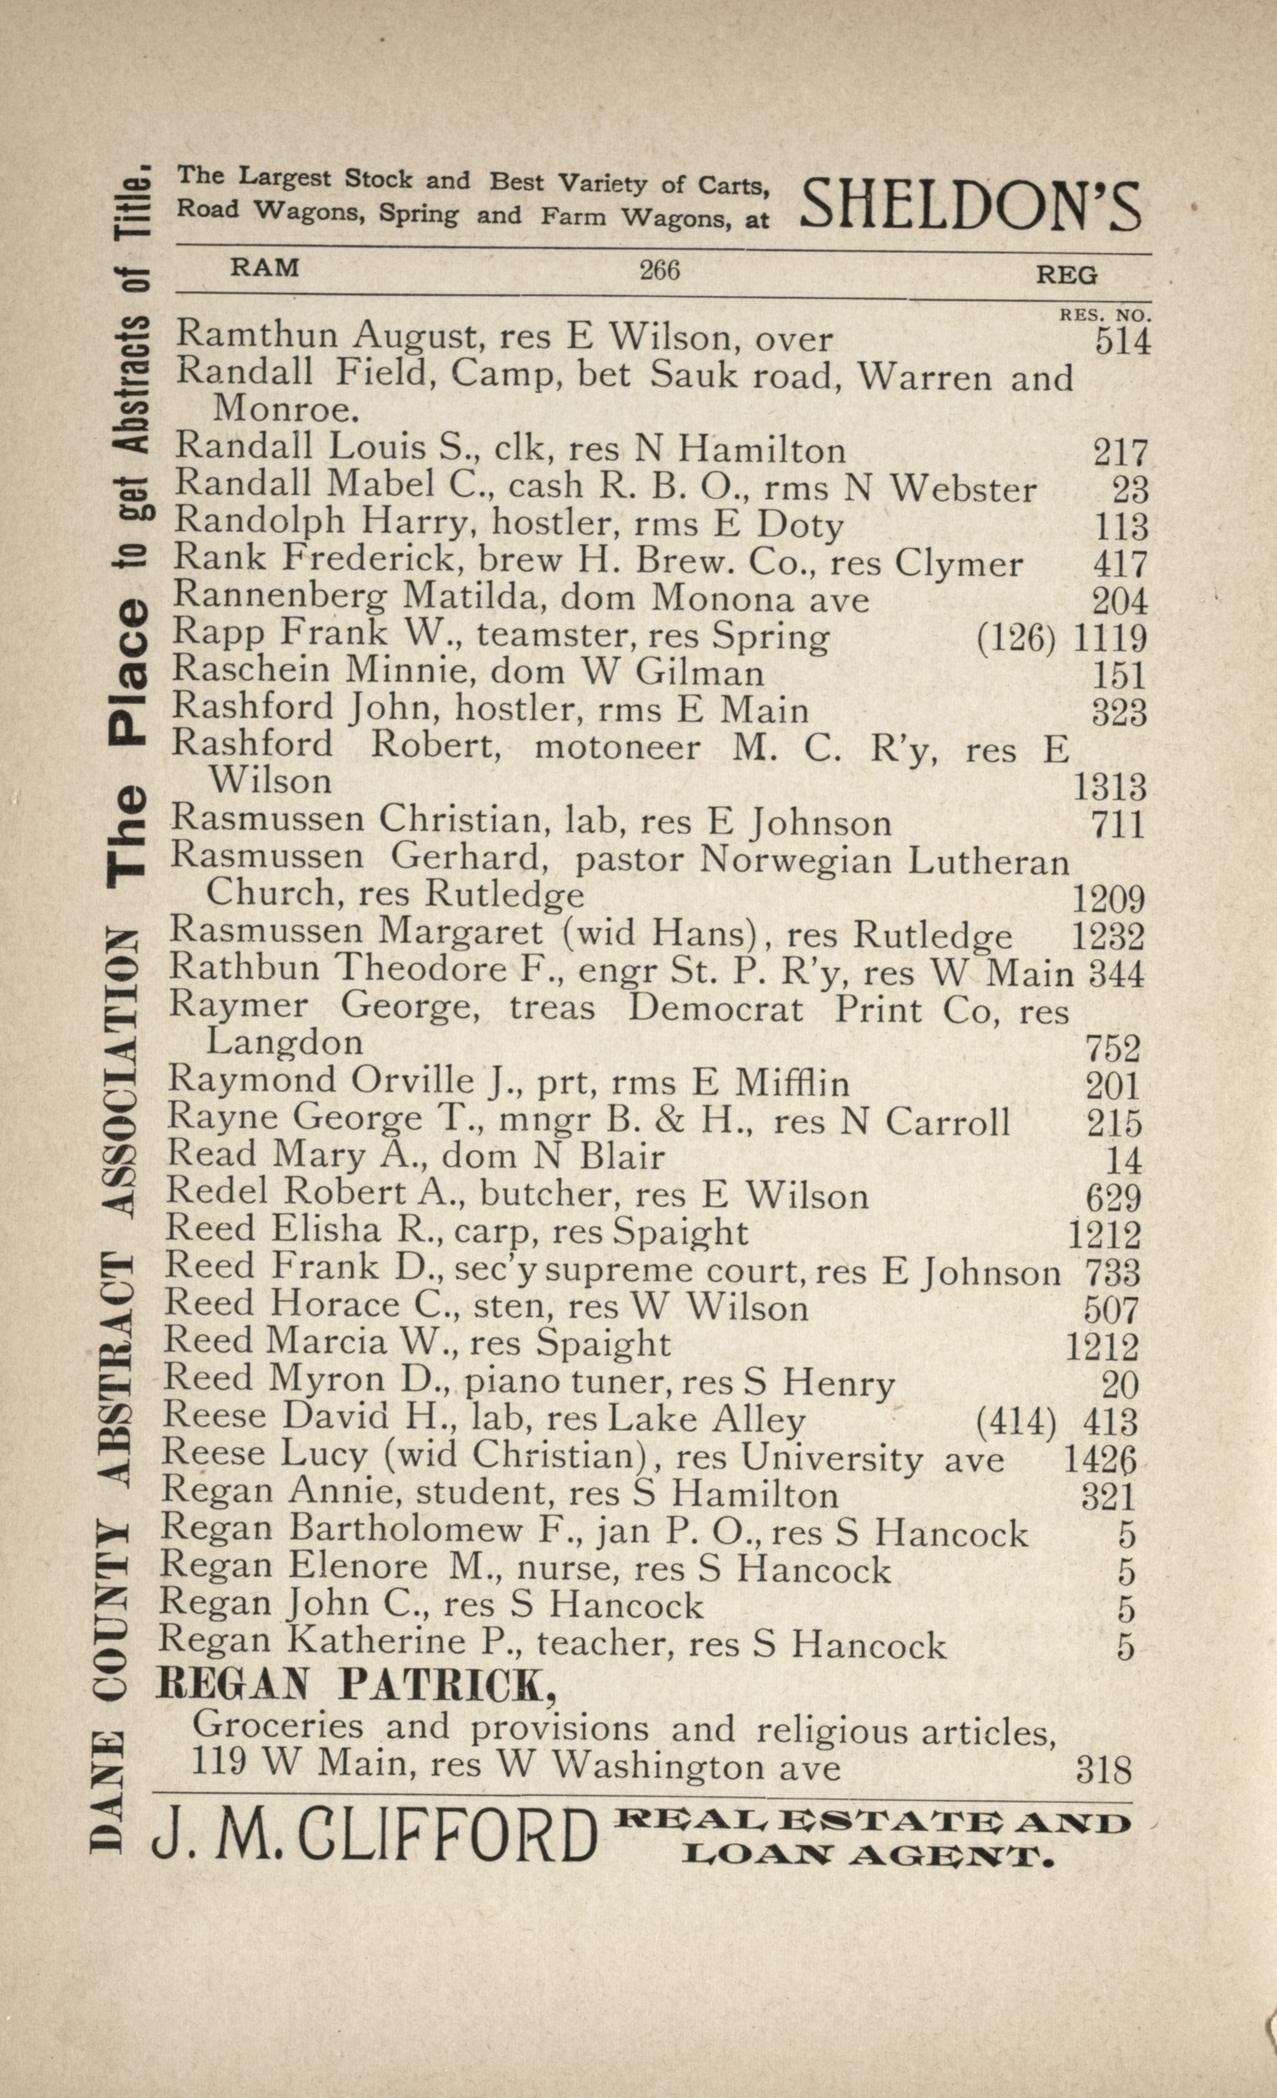 The Largest Stock and Best Variety of Carts,
Road Wagons, Spring and Farm Wagons, at SHELDON'S
RAM 266 REG
RES. NO.
Ramthun August, res E Wilson, over 514
Randall Field, Camp, bet Sauk road, Warren and
Monroe.
Randall Louis S., clk, res N Hamilton 217
Randall Mabel C., cash R. B. O., rms N Webster 23
Randolph Harry, hostler, rms E Doty 113
Rank Frederick, brew H. Brew. Co., res Clymer 417
Rannenberg Matilda, dom Monona ave 204
Rapp Frank W., teamster, res Spring (126) 1119
Raschein Minnie, dom W Gilman 151
Rashford John, hostler, rms E Main 323
Rashford Robert, motoneer M. C. R'y, res E
Wilson 1313
Rasmussen Christian, lab, res E Johnson 711
Rasmussen Gerhard, pastor Norwegian Lutheran
Church, res Rutledge 1209
Rasmussen Margaret (wid Hans), res Rutledge 1232
Rathbun Theodore F., engr St. P. R'y, res W Main 344
Raymer George, treas Democrat Print Co, res
Langdon 752
Raymond Orville J., prt, rms E Mifflin 201
Rayne George T., mngr B. & H., res N Carroll 215
Read Mary A., dom N Blair 14
Redel Robert A., butcher, res E Wilson 629
Reed Elisha R., carp, res Spaight 1212
Reed Frank D., sec'y supreme court, res E Johnson 733
Reed Horace C., sten, res W Wilson 507
Reed Marcia W., res Spaight 1212
Reed Myron D., piano tuner, res S Henry 20
Reese David H., lab, res Lake Alley (414) 413
Reese Lucy (wid Christian), res University ave 1426
Regan Annie, student, res S Hamilton 321
Regan Bartholomew F., jan P. O., res S Hancock 5
Regan Elenore M., nurse, res S Hancock 5
Regan John C., res S Hancock 5
Regan Katherine P., teacher, res S Hancock 5
REGAN PATRICK,
Groceries and provisions and religious articles,
119 W Main, res W Washington ave 318
J. M. CLIFFORD REAL ESTATE AND
LOAN AGENT.
DANE COUNTY ABSTRACT ASSOCIATION The Place to get Abstracts of Title.